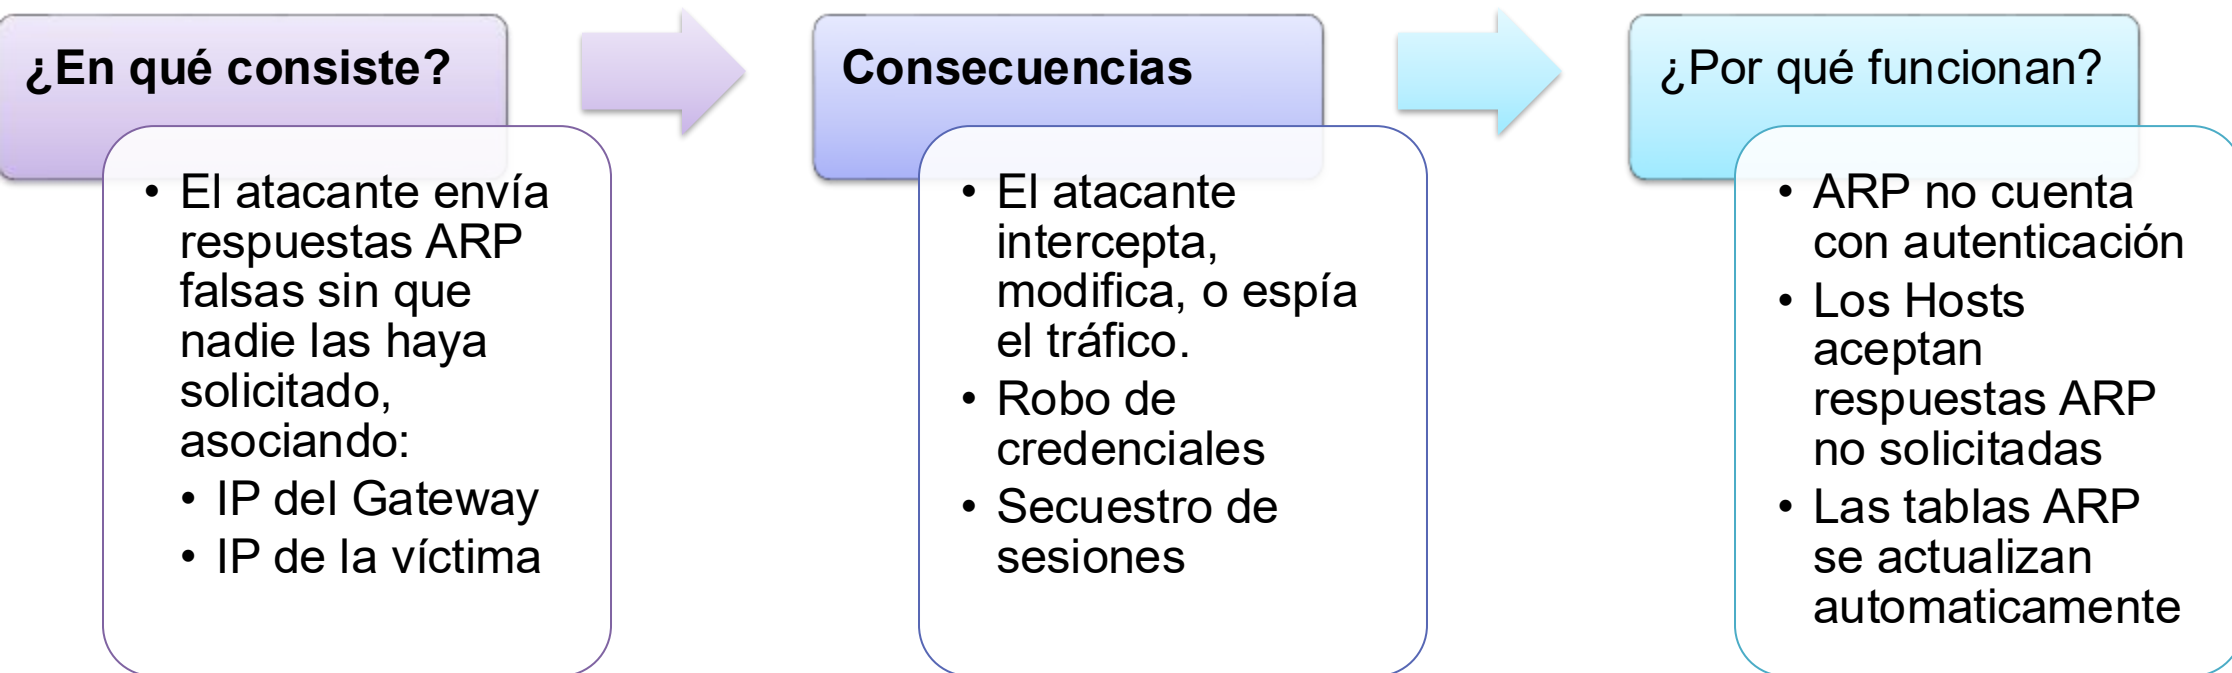 ¿En qué consiste?
• El atacante envía
respuestas ARP
falsas sin que
nadie las haya
solicitado,
asociando:
• IP del Gateway
• IP de la víctima
Consecuencias
• El atacante
intercepta,
modifica, o espía
el tráfico.
• Robo de
credenciales
• Secuestro de
sesiones
¿Por qué funcionan?
• ARP no cuenta
con autenticación
• Los Hosts
aceptan
respuestas ARP
no solicitadas
• Las tablas ARP
se actualizan
automaticamente